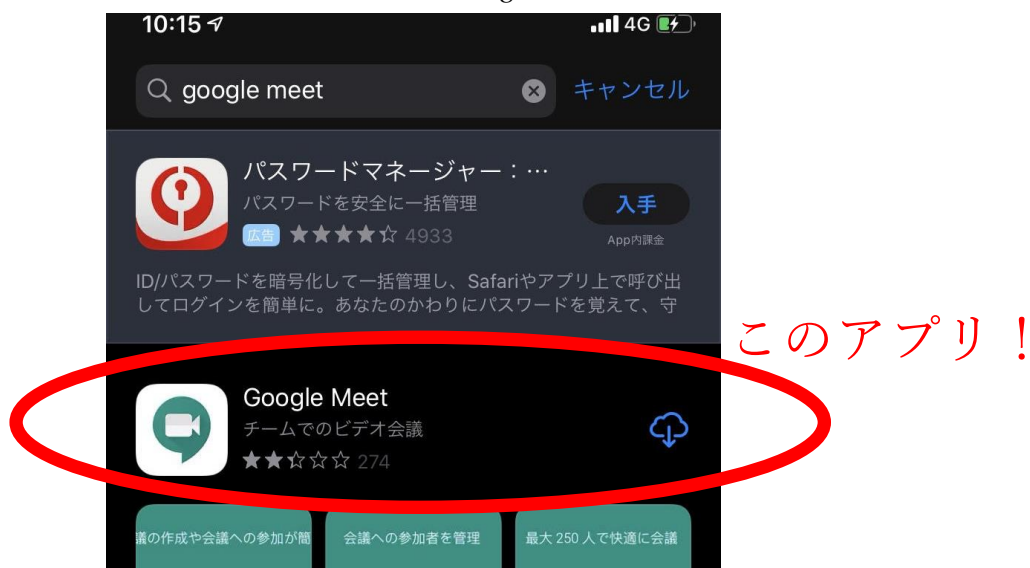 10:15
4G
google meet
キャンセル
パスワードマネージャー：…
パスワードを安全に一括管理
入手
広告 ★★★★☆ 4933
App内課金
ID/パスワードを暗号化して一括管理し、Safariやアプリ上で呼び出
してログインを簡単に。あなたのかわりにパスワードを覚えて、守
このアプリ！
Google Meet
チームでのビデオ会議
★★☆☆☆ 274
議の作成や会議への参加が簡
会議への参加者を管理
最大 250 人で快適に会議